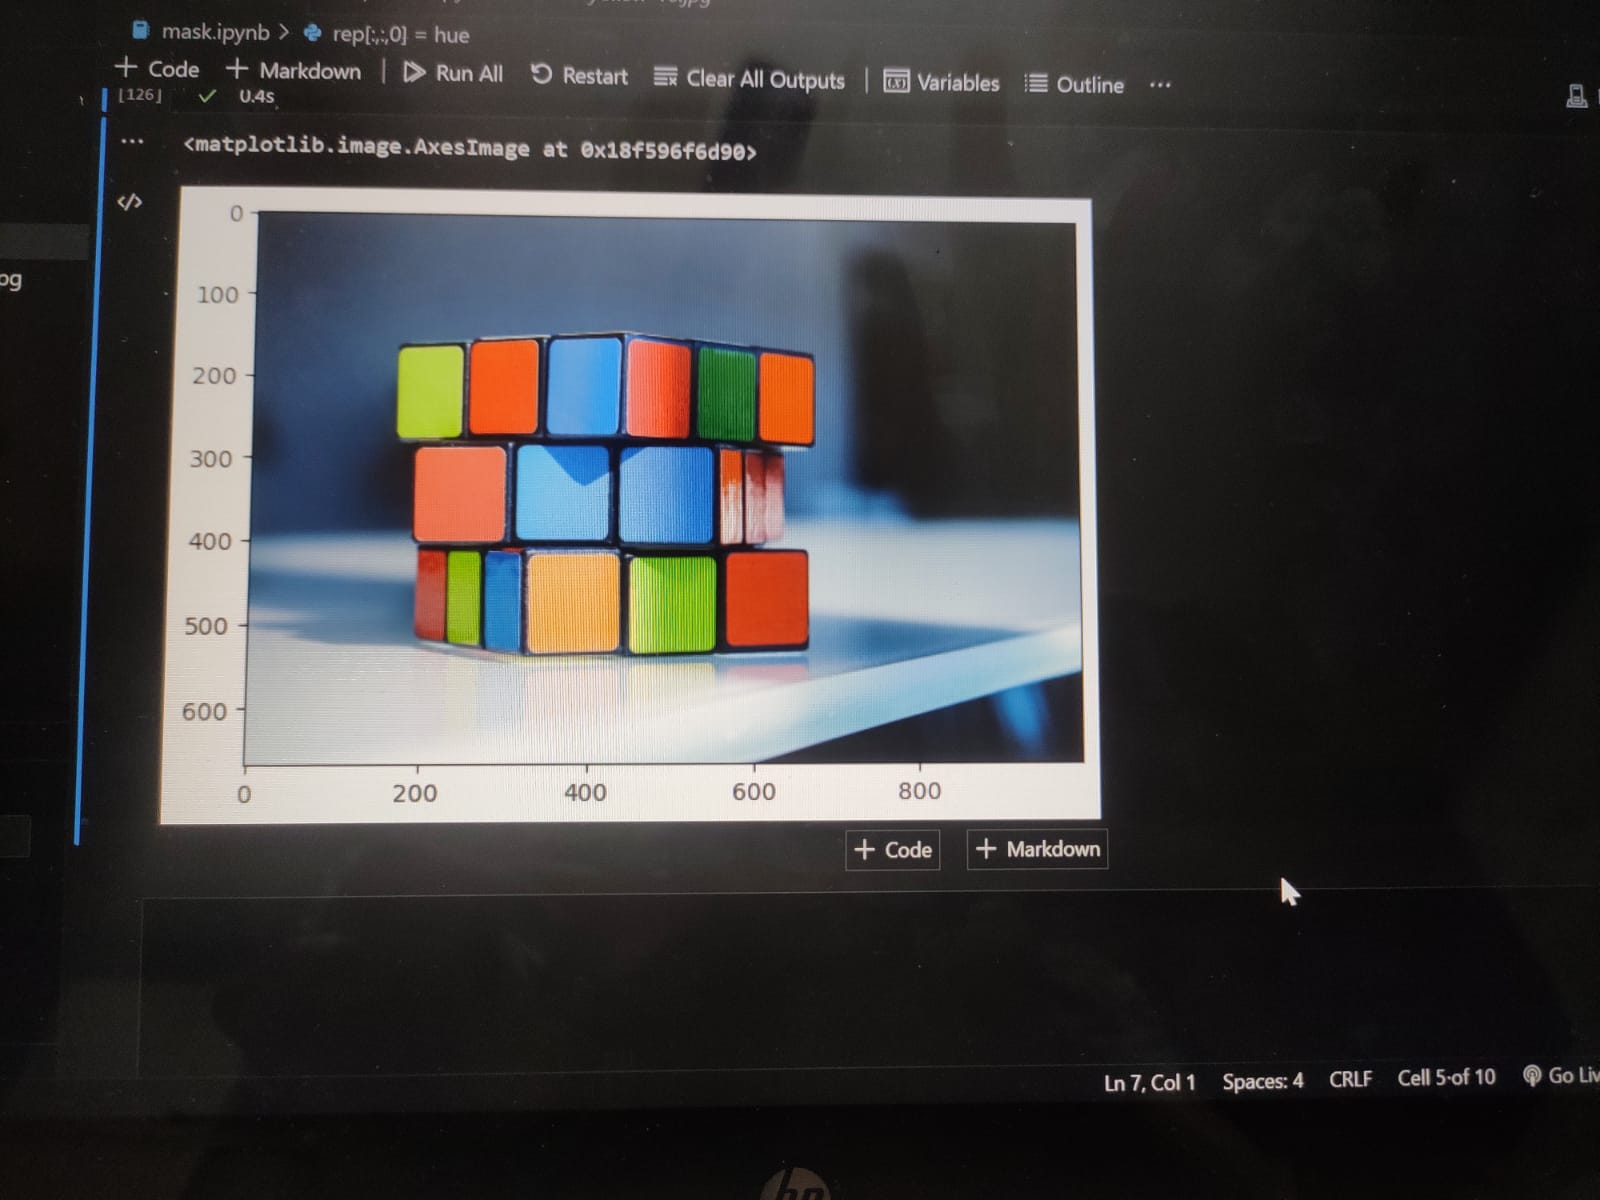 mask.ipynb > rep[:,:,0] = hue
+ Code + Markdown | Run All Restart Clear All Outputs | Variables Outline ...
[126] ✓ 0.4s
... <matplotlib.image.AxesImage at 0x18f596f6d90>
</>
og
0
100
200
300
400
500
600
0 200 400 600 800
+ Code + Markdown
Ln 7, Col 1 Spaces: 4 CRLF Cell 5 of 10 Go Liv
hp